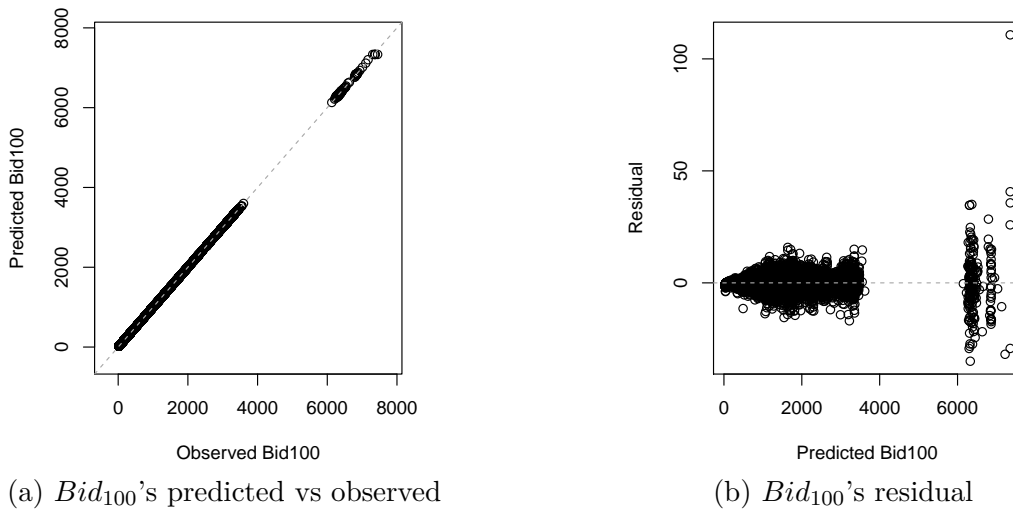 8000
6000
4000
2000
0
Predicted Bid100
0 2000 4000 6000 8000
Observed Bid100
(a) Bid100's predicted vs observed
100
50
0
Residual
0 2000 4000 6000
Predicted Bid100
(b) Bid100's residual